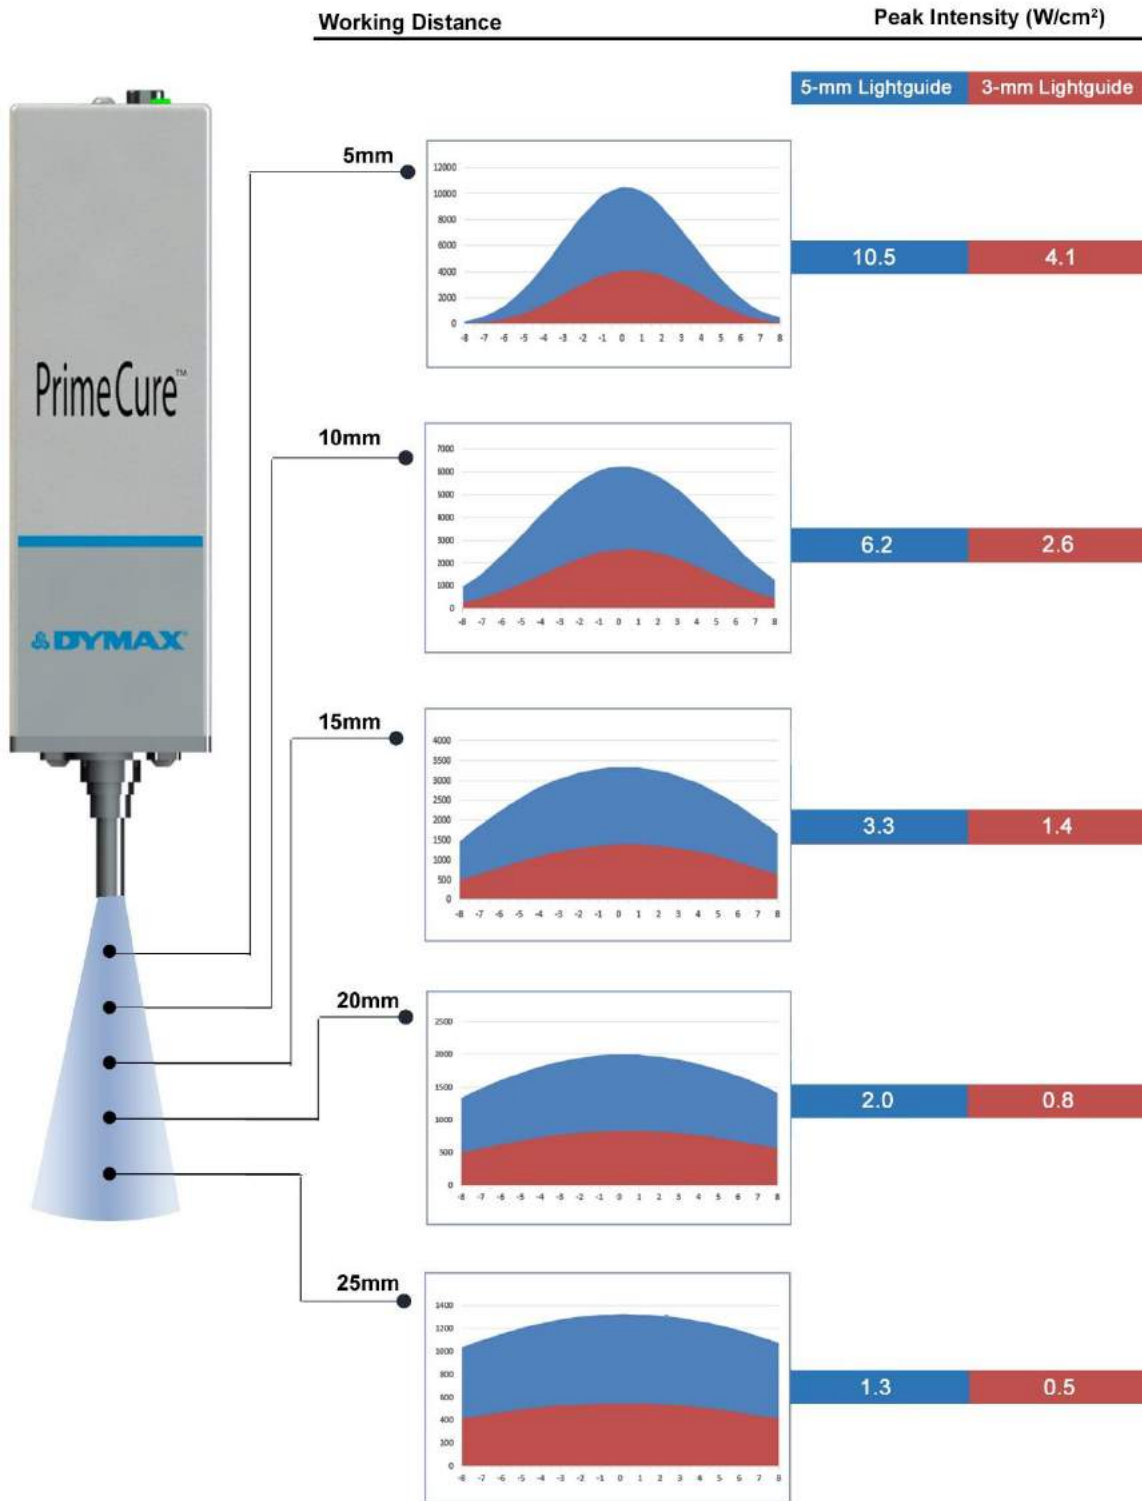 Working Distance
Peak Intensity (W/cm²)
5-mm Lightguide 3-mm Lightguide
5mm
12000
10000
8000
6000
4000
2000
0
-8 -7 -6 -5 -4 -3 -2 -1 0 1 2 3 4 5 6 7 8
10.5 4.1
PrimeCure™
10mm
7000
6000
5000
4000
3000
2000
1000
0
-8 -7 -6 -5 -4 -3 -2 -1 0 1 2 3 4 5 6 7 8
6.2 2.6
DYMAX®
15mm
4000
3500
3000
2500
2000
1500
1000
500
0
-8 -7 -6 -5 -4 -3 -2 -1 0 1 2 3 4 5 6 7 8
3.3 1.4
20mm
2500
2000
1500
1000
500
0
-8 -7 -6 -5 -4 -3 -2 -1 0 1 2 3 4 5 6 7 8
2.0 0.8
25mm
1400
1200
1000
800
600
400
200
0
-8 -7 -6 -5 -4 -3 -2 -1 0 1 2 3 4 5 6 7 8
1.3 0.5